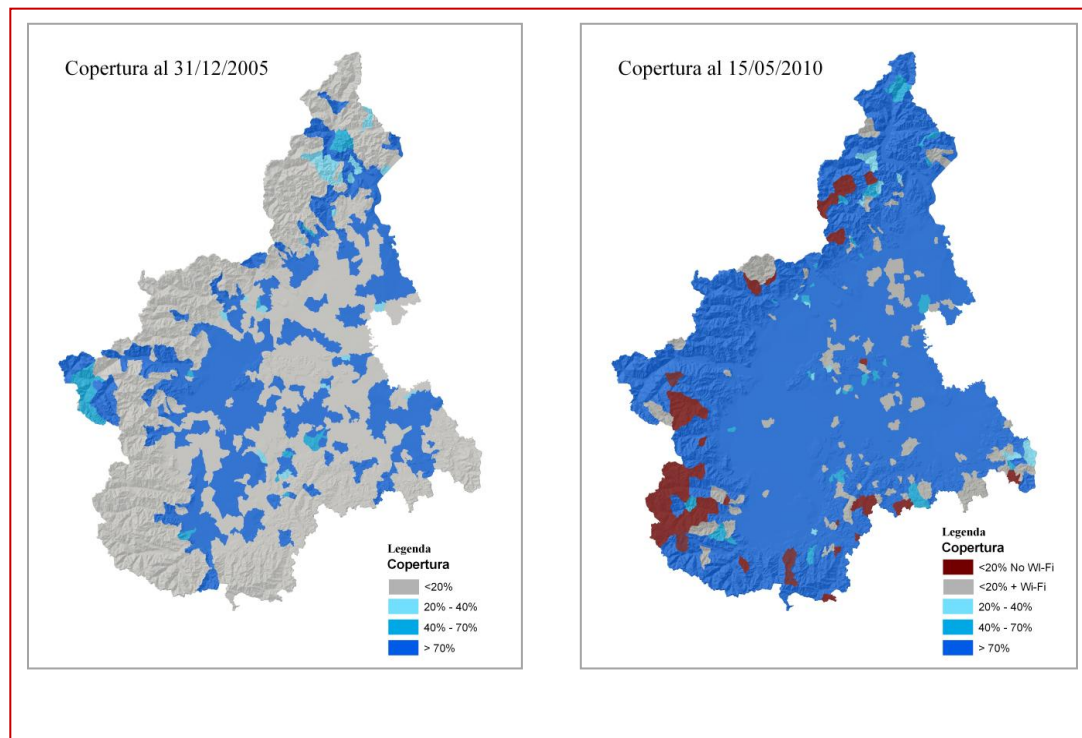 Copertura al 31/12/2005
Legenda
Copertura
<20%
20% - 40%
40% - 70%
> 70%
Copertura al 15/05/2010
Legenda
Copertura
<20% No WI-Fi
<20% + Wi-Fi
20% - 40%
40% - 70%
> 70%